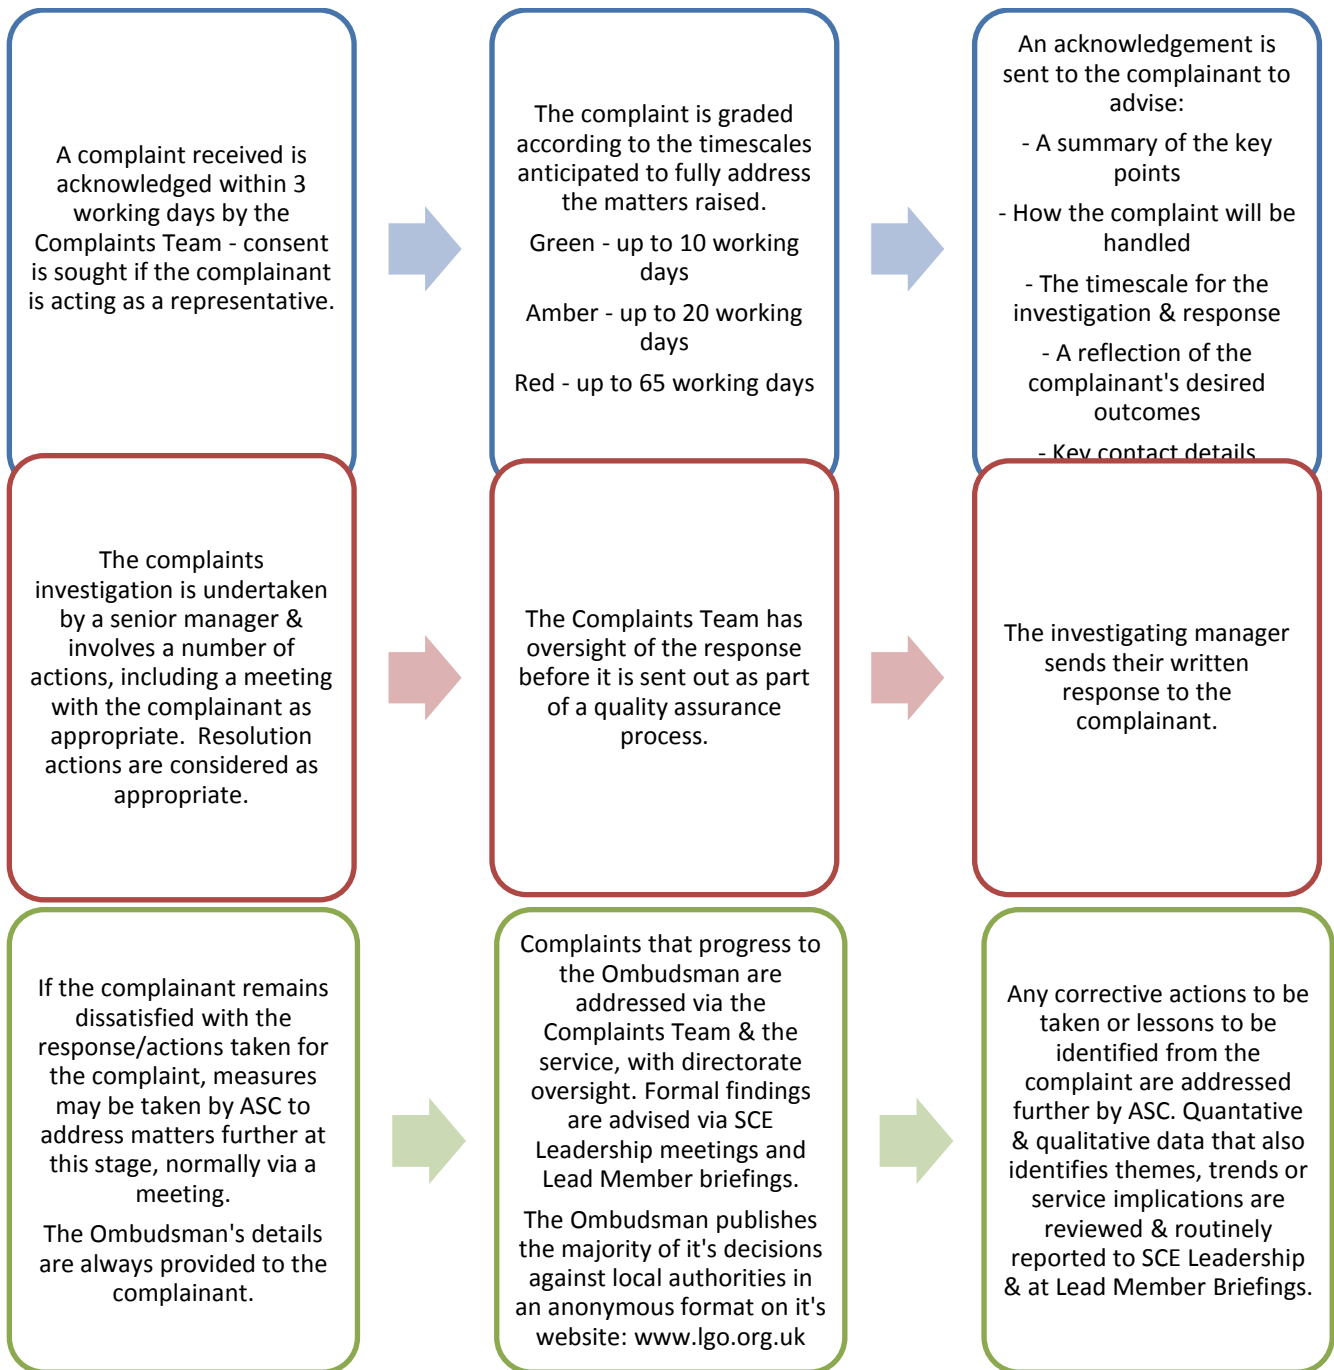 A complaint received is
acknowledged within 3
working days by the
Complaints Team - consent
is sought if the complainant
is acting as a representative.
The complaint is graded
according to the timescales
anticipated to fully address
the matters raised.
Green - up to 10 working
days
Amber - up to 20 working
days
Red - up to 65 working days
An acknowledgement is
sent to the complainant to
advise:
- A summary of the key
points
- How the complaint will be
handled
- The timescale for the
investigation & response
- A reflection of the
complainant's desired
outcomes
- Key contact details
The complaints
investigation is undertaken
by a senior manager &
involves a number of
actions, including a meeting
with the complainant as
appropriate.  Resolution
actions are considered as
appropriate.
The Complaints Team has
oversight of the response
before it is sent out as part
of a quality assurance
process.
The investigating manager
sends their written
response to the
complainant.
If the complainant remains
dissatisfied with the
response/actions taken for
the complaint, measures
may be taken by ASC to
address matters further at
this stage, normally via a
meeting.
The Ombudsman's details
are always provided to the
complainant.
Complaints that progress to
the Ombudsman are
addressed via the
Complaints Team & the
service, with directorate
oversight. Formal findings
are advised via SCE
Leadership meetings and
Lead Member briefings.
The Ombudsman publishes
the majority of it's decisions
against local authorities in
an anonymous format on it's
website: www.lgo.org.uk
Any corrective actions to be
taken or lessons to be
identified from the
complaint are addressed
further by ASC. Quantative
& qualitative data that also
identifies themes, trends or
service implications are
reviewed & routinely
reported to SCE Leadership
& at Lead Member Briefings.